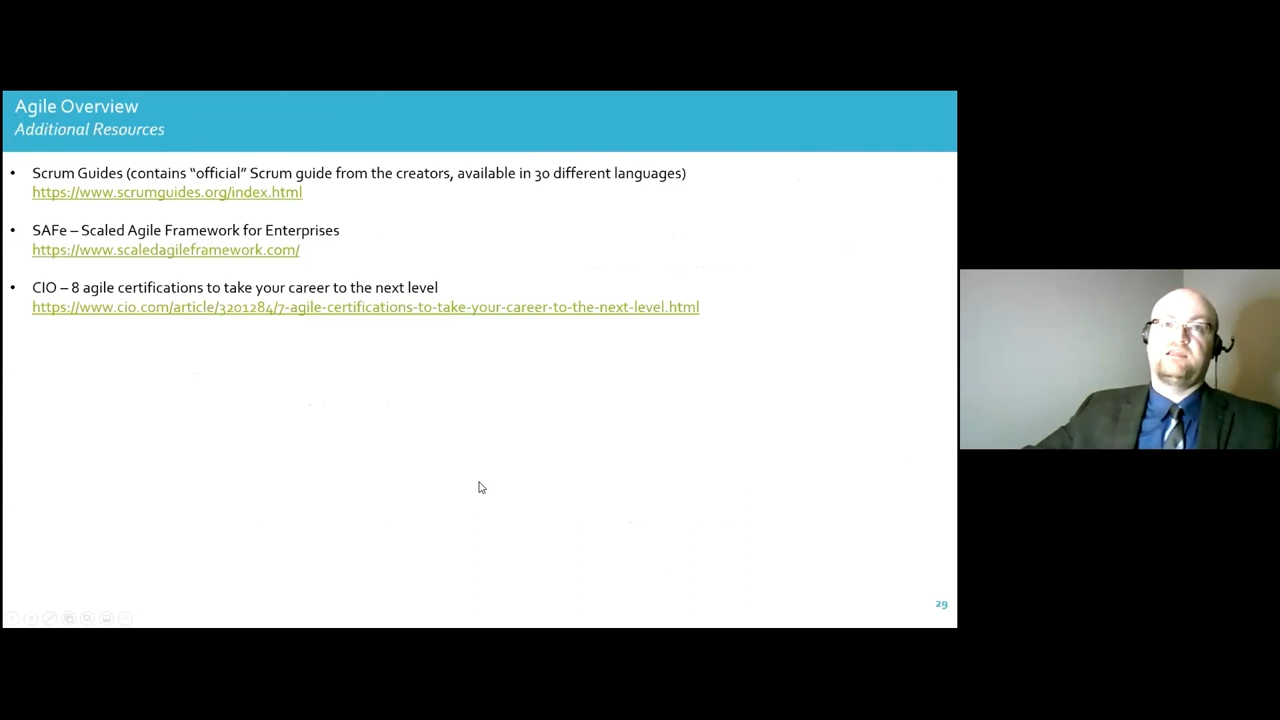 Agile Overview
Additional Resources
• Scrum Guides (contains “official” Scrum guide from the creators, available in 30 different languages)
https://www.scrumguides.org/index.html
• SAFe – Scaled Agile Framework for Enterprises
https://www.scaledagileframework.com/
• CIO – 8 agile certifications to take your career to the next level
https://www.cio.com/article/3201284/7-agile-certifications-to-take-your-career-to-the-next-level.html
29